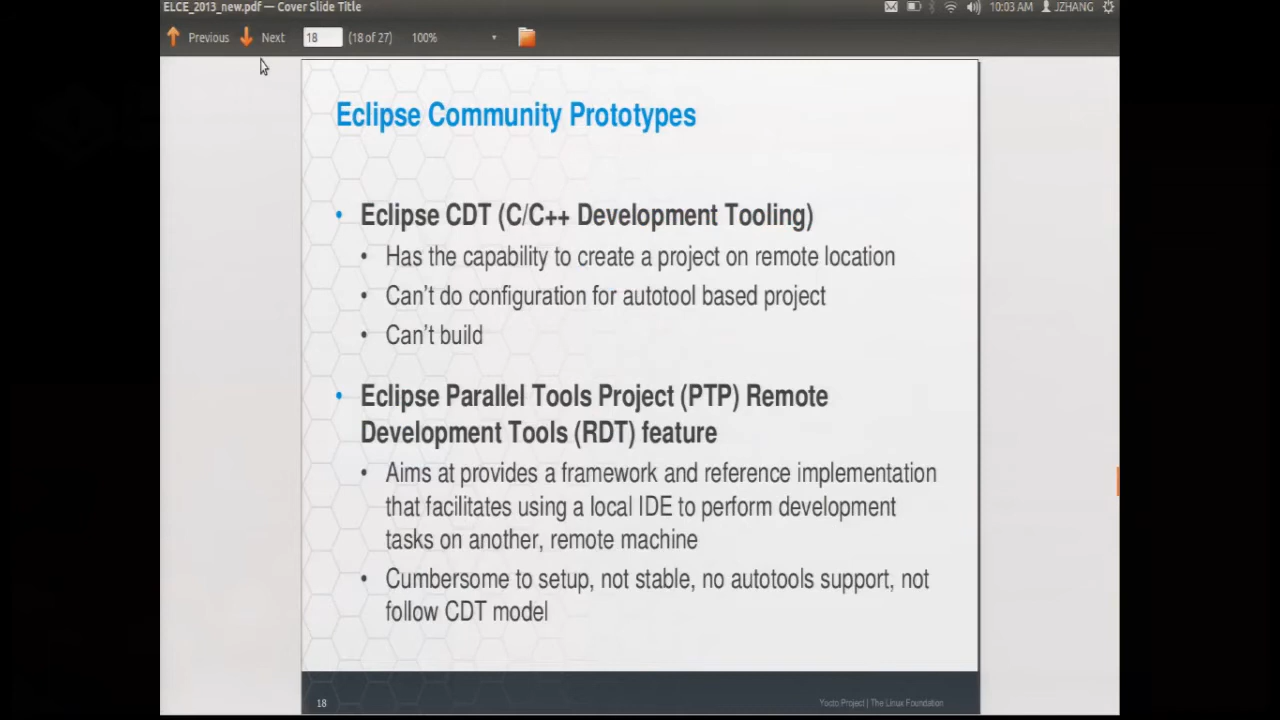 ELCE_2013_new.pdf — Cover Slide Title
10:03 AM JZHANG
Previous Next 18 (18 of 27) 100%
Eclipse Community Prototypes
• Eclipse CDT (C/C++ Development Tooling)
• Has the capability to create a project on remote location
• Can't do configuration for autotool based project
• Can't build
• Eclipse Parallel Tools Project (PTP) Remote
Development Tools (RDT) feature
• Aims at provides a framework and reference implementation
that facilitates using a local IDE to perform development
tasks on another, remote machine
• Cumbersome to setup, not stable, no autotools support, not
follow CDT model
18
Yocto Project | The Linux Foundation